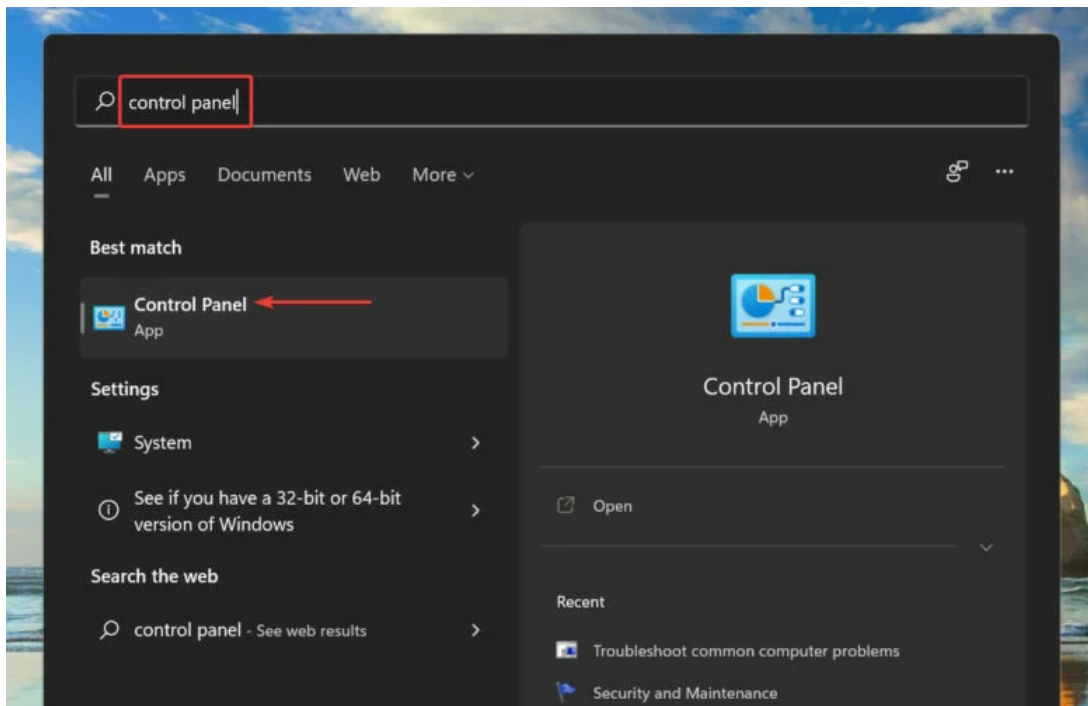 control panel
All Apps Documents Web More
Best match
Control Panel
App
Settings
System
See if you have a 32-bit or 64-bit
version of Windows
Search the web
control panel - See web results
Control Panel
App
Open
Recent
Troubleshoot common computer problems
Security and Maintenance